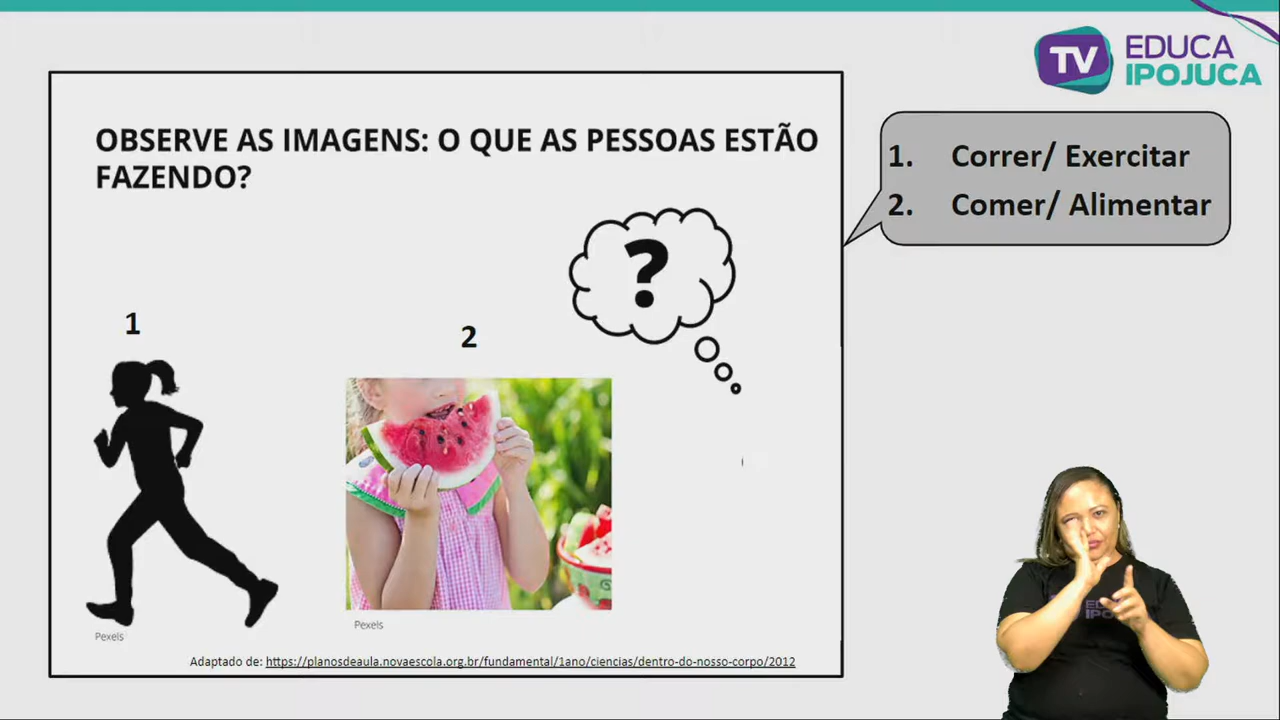 TV EDUCA
IPOJUCA
OBSERVE AS IMAGENS: O QUE AS PESSOAS ESTÃO
FAZENDO?
1. Correr/ Exercitar
2. Comer/ Alimentar
?
1
2
Pexels
Pexels
Adaptado de: https://planosdeaula.novaescola.org.br/fundamental/1ano/ciencias/dentro-do-nosso-corpo/2012